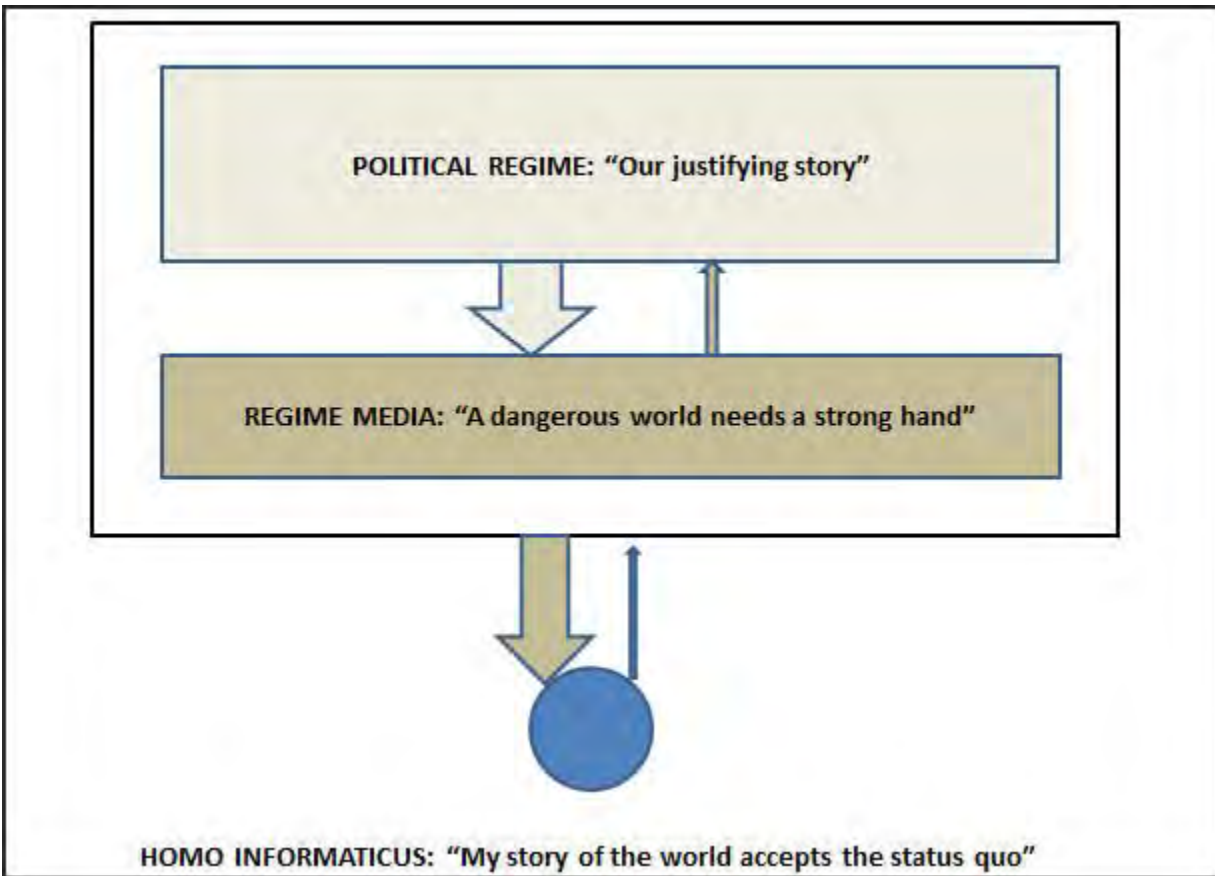 POLITICAL REGIME: “Our justifying story”
REGIME MEDIA: “A dangerous world needs a strong hand”
HOMO INFORMATICUS: “My story of the world accepts the status quo”